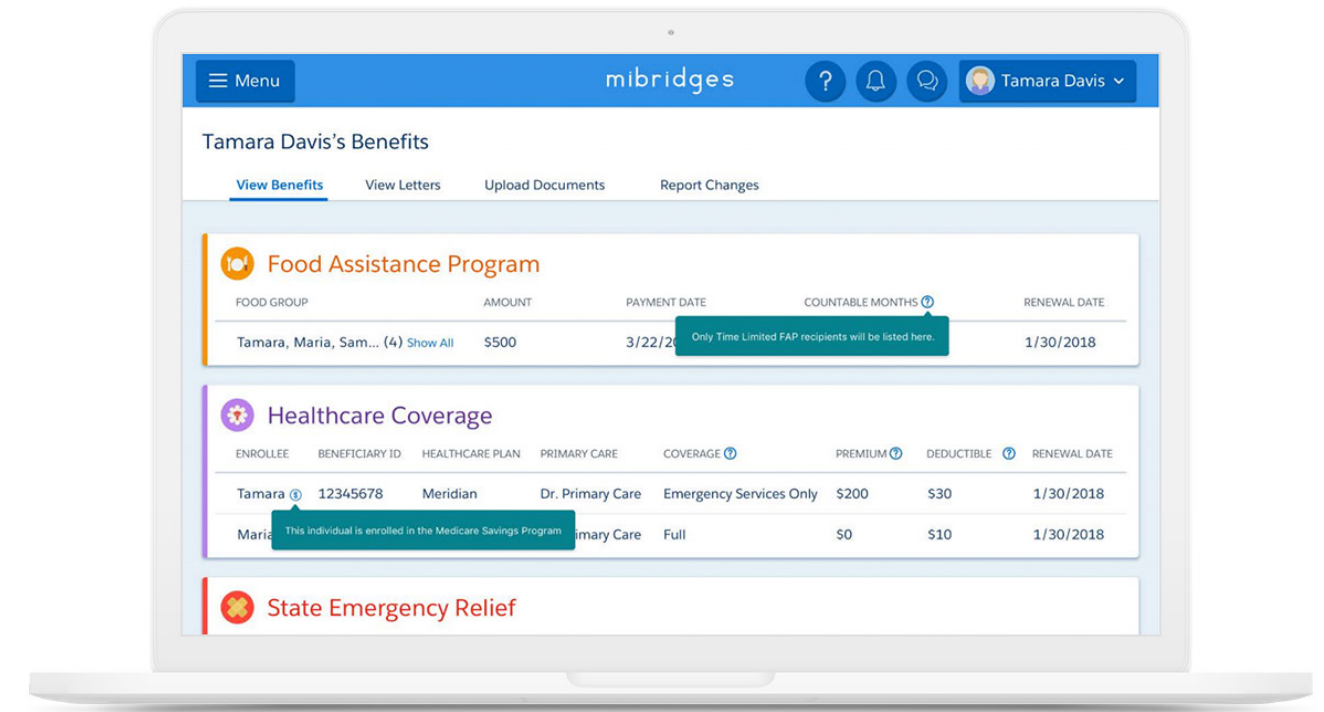 Menu
mibridges
?
Tamara Davis
Tamara Davis's Benefits
View Benefits View Letters Upload Documents Report Changes
Food Assistance Program
FOOD GROUP AMOUNT PAYMENT DATE COUNTABLE MONTHS ? RENEWAL DATE
Tamara, Maria, Sam... (4) Show All $500 3/22/20 1/30/2018
Only Time Limited FAP recipients will be listed here.
Healthcare Coverage
ENROLLEE BENEFICIARY ID HEALTHCARE PLAN PRIMARY CARE COVERAGE ? PREMIUM ? DEDUCTIBLE ? RENEWAL DATE
Tamara $ 12345678 Meridian Dr. Primary Care Emergency Services Only $200 $30 1/30/2018
This individual is enrolled in the Medicare Savings Program
Maria imary Care Full $0 $10 1/30/2018
State Emergency Relief